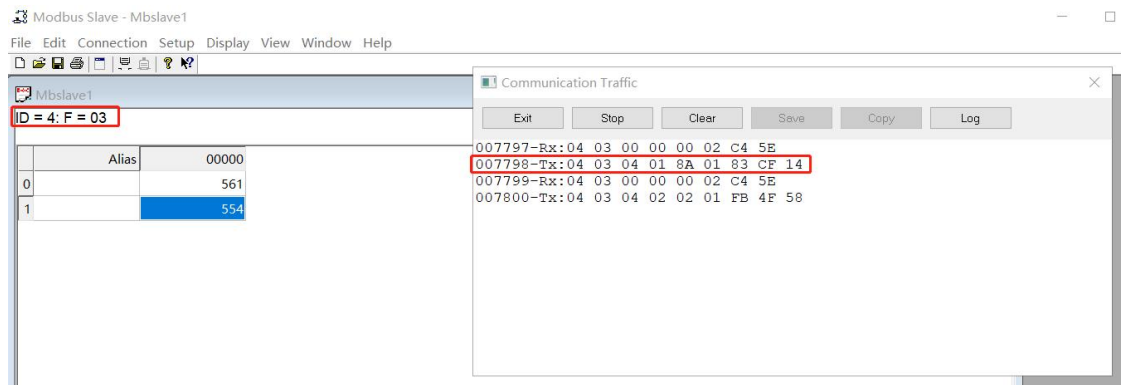 Modbus Slave - Mbslave1
File Edit Connection Setup Display View Window Help
Mbslave1
ID = 4: F = 03
Alias 00000
0 561
1 554
Communication Traffic
Exit Stop Clear Save Copy Log
007797-Rx:04 03 00 00 00 02 C4 5E
007798-Tx:04 03 04 01 8A 01 83 CF 14
007799-Rx:04 03 00 00 00 02 C4 5E
007800-Tx:04 03 04 02 02 01 FB 4F 58